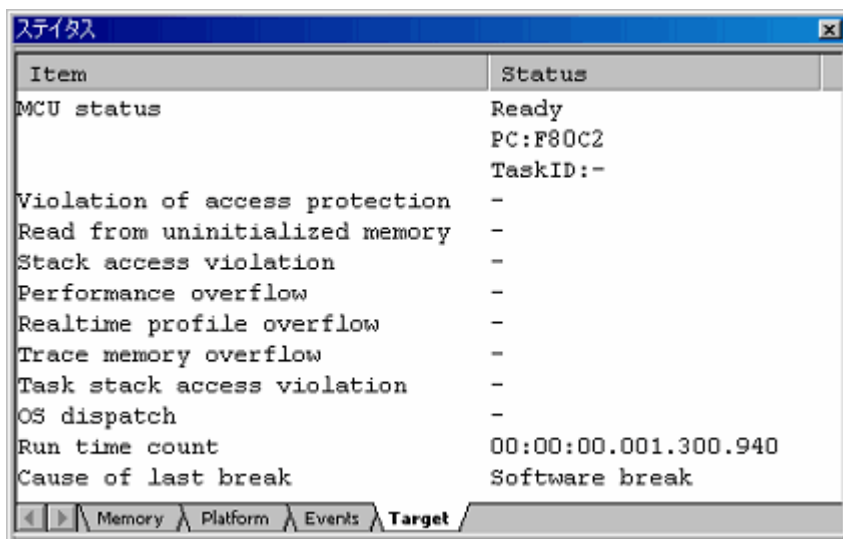 ステイタス
Item Status
MCU status Ready
PC:F80C2
TaskID:-
Violation of access protection -
Read from uninitialized memory -
Stack access violation -
Performance overflow -
Realtime profile overflow -
Trace memory overflow -
Task stack access violation -
OS dispatch -
Run time count 00:00:00.001.300.940
Cause of last break Software break
Memory Platform Events Target